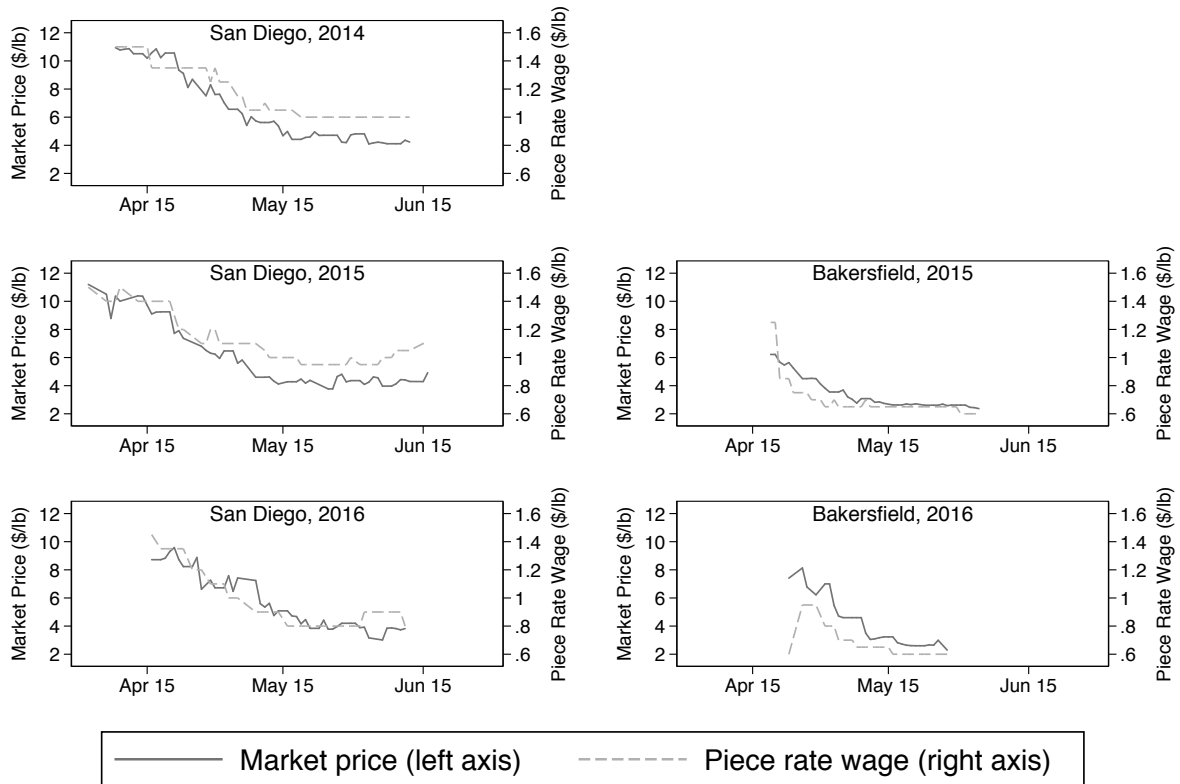 San Diego, 2014
Market Price ($/lb)
12
10
8
6
4
2
1.6
1.4
1.2
1
.8
.6
Piece Rate Wage ($/lb)
Apr 15 May 15 Jun 15
San Diego, 2015
Market Price ($/lb)
12
10
8
6
4
2
1.6
1.4
1.2
1
.8
.6
Piece Rate Wage ($/lb)
Apr 15 May 15 Jun 15
Bakersfield, 2015
Market Price ($/lb)
12
10
8
6
4
2
1.6
1.4
1.2
1
.8
.6
Piece Rate Wage ($/lb)
Apr 15 May 15 Jun 15
San Diego, 2016
Market Price ($/lb)
12
10
8
6
4
2
1.6
1.4
1.2
1
.8
.6
Piece Rate Wage ($/lb)
Apr 15 May 15 Jun 15
Bakersfield, 2016
Market Price ($/lb)
12
10
8
6
4
2
1.6
1.4
1.2
1
.8
.6
Piece Rate Wage ($/lb)
Apr 15 May 15 Jun 15
Market price (left axis) Piece rate wage (right axis)